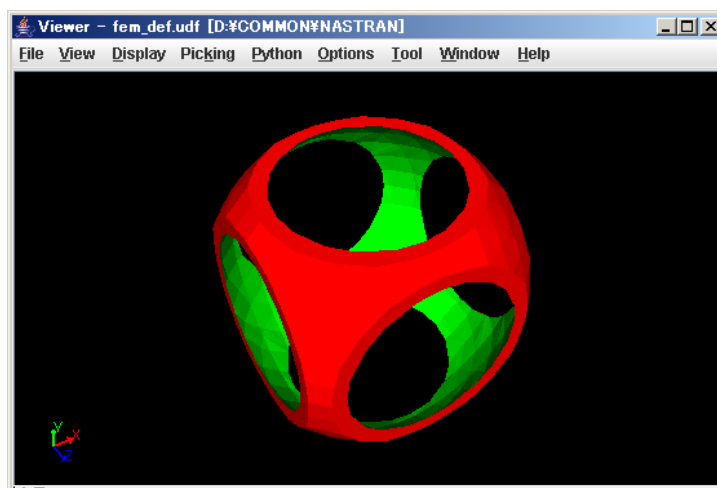 Viewer - fem_def.udf [D:¥COMMON¥NASTRAN]
File View Display Picking Python Options Tool Window Help
Y
X
Z